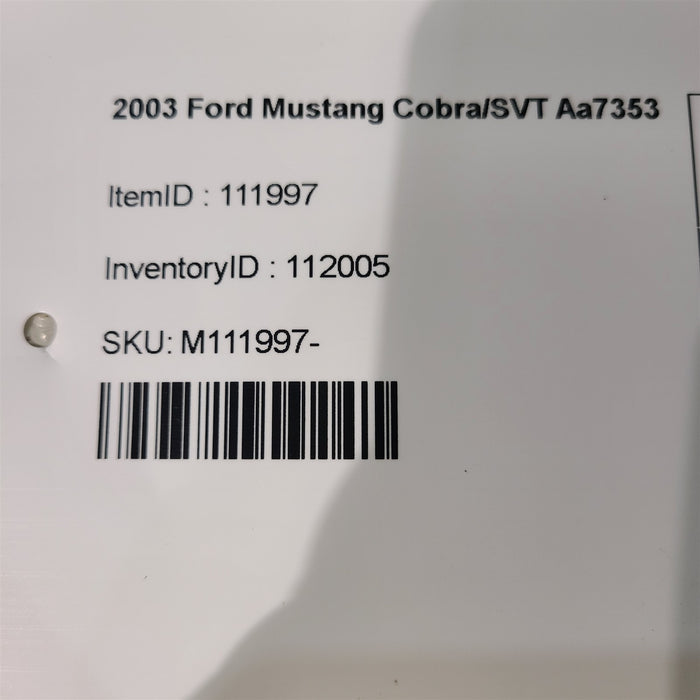 2003 Ford Mustang Cobra/SVT Aa7353
ItemID : 111997
InventoryID : 112005
SKU: M111997-